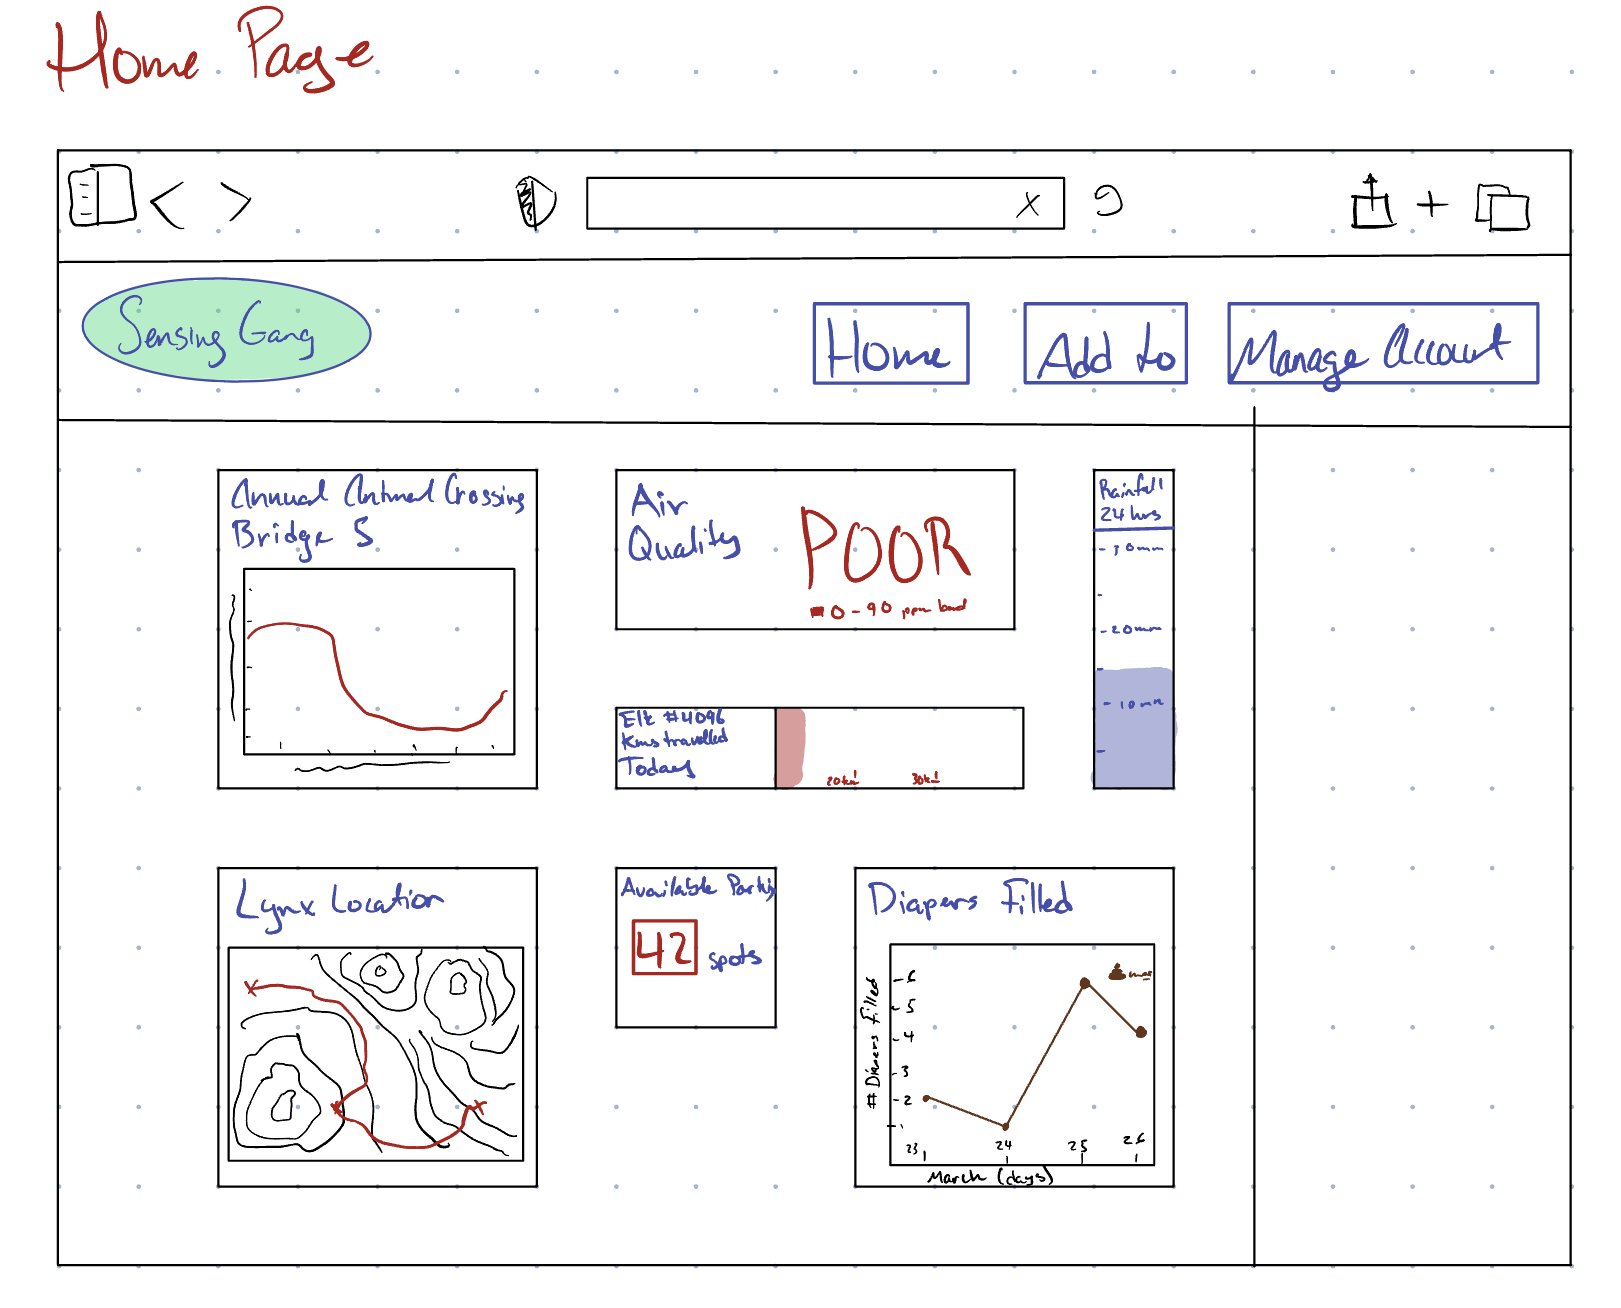 Home Page
x
Sensing Gang
Home
Add to
Manage Account
Annual Animal Crossing
Bridge 5
Air
Quality
POOR
0 - 90 ppm
Rainfall
24 hrs
- 30mm
- 20mm
- 10mm
Elk #4096
Kms travelled
Today
20km
30km
Lynx Location
x
x
x
Available Parking
42 spots
Diapers Filled
# Diapers Filled
- 6
- 5
- 4
- 3
- 2
23
24
25
26
March (days)